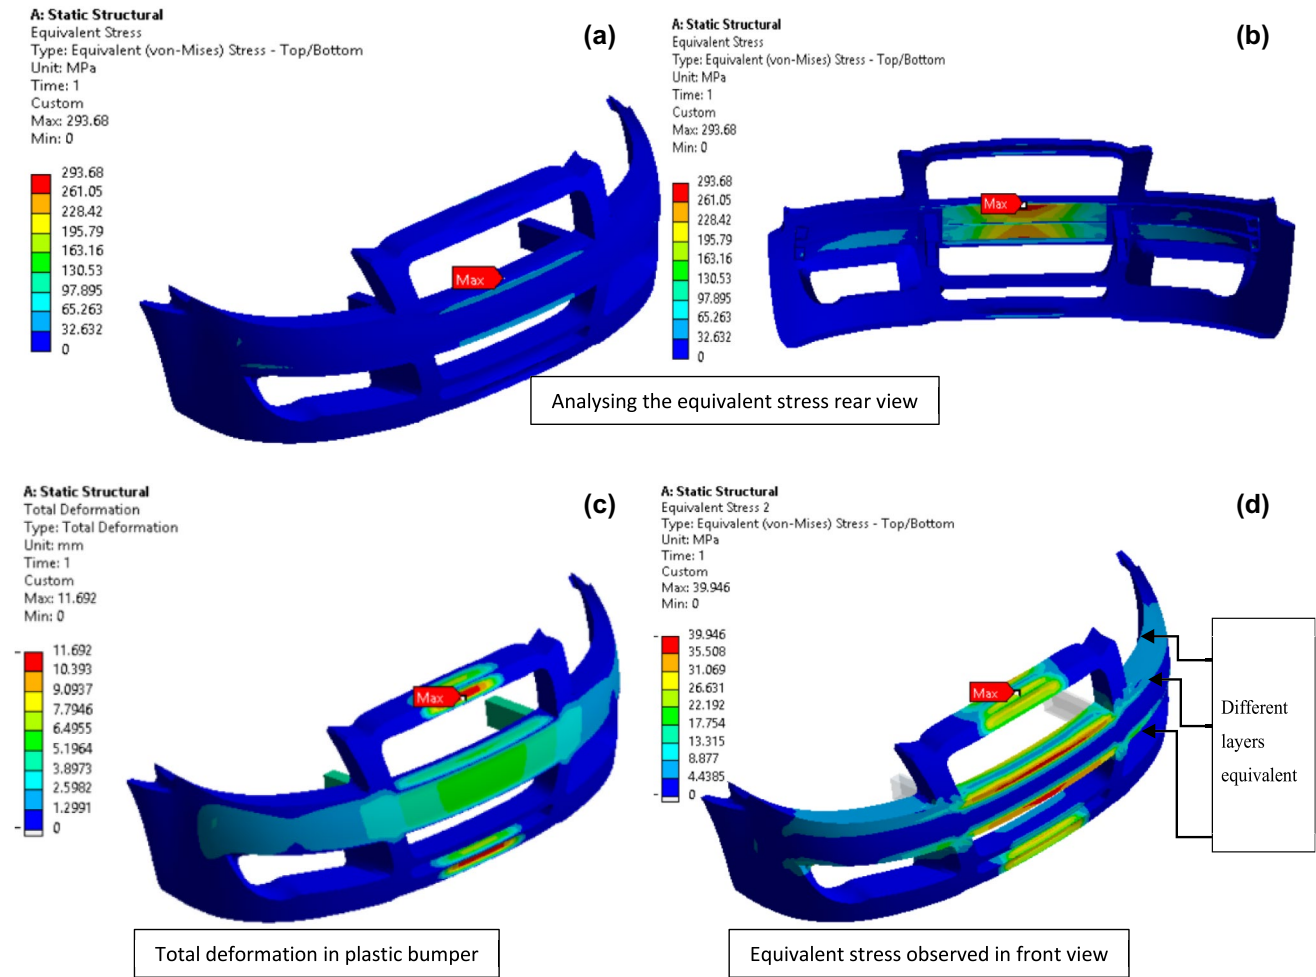 A: Static Structural
Equivalent Stress
Type: Equivalent (von-Mises) Stress - Top/Bottom
Unit: MPa
Time: 1
Custom
Max: 293.68
Min: 0
(a)
293.68
261.05
228.42
195.79
163.16
130.53
97.895
65.263
32.632
0
Max
A: Static Structural
Equivalent Stress
Type: Equivalent (von-Mises) Stress - Top/Bottom
Unit: MPa
Time: 1
Custom
Max: 293.68
Min: 0
(b)
293.68
261.05
228.42
195.79
163.16
130.53
97.895
65.263
32.632
0
Max
Analysing the equivalent stress rear view
A: Static Structural
Total Deformation
Type: Total Deformation
Unit: mm
Time: 1
Custom
Max: 11.692
Min: 0
(c)
11.692
10.393
9.0937
7.7946
6.4955
5.1964
3.8973
2.5982
1.2991
0
Max
Total deformation in plastic bumper
A: Static Structural
Equivalent Stress 2
Type: Equivalent (von-Mises) Stress - Top/Bottom
Unit: MPa
Time: 1
Custom
Max: 39.946
Min: 0
(d)
39.946
35.508
31.069
26.631
22.192
17.754
13.315
8.877
4.4385
0
Max
Different
layers
equivalent
Equivalent stress observed in front view